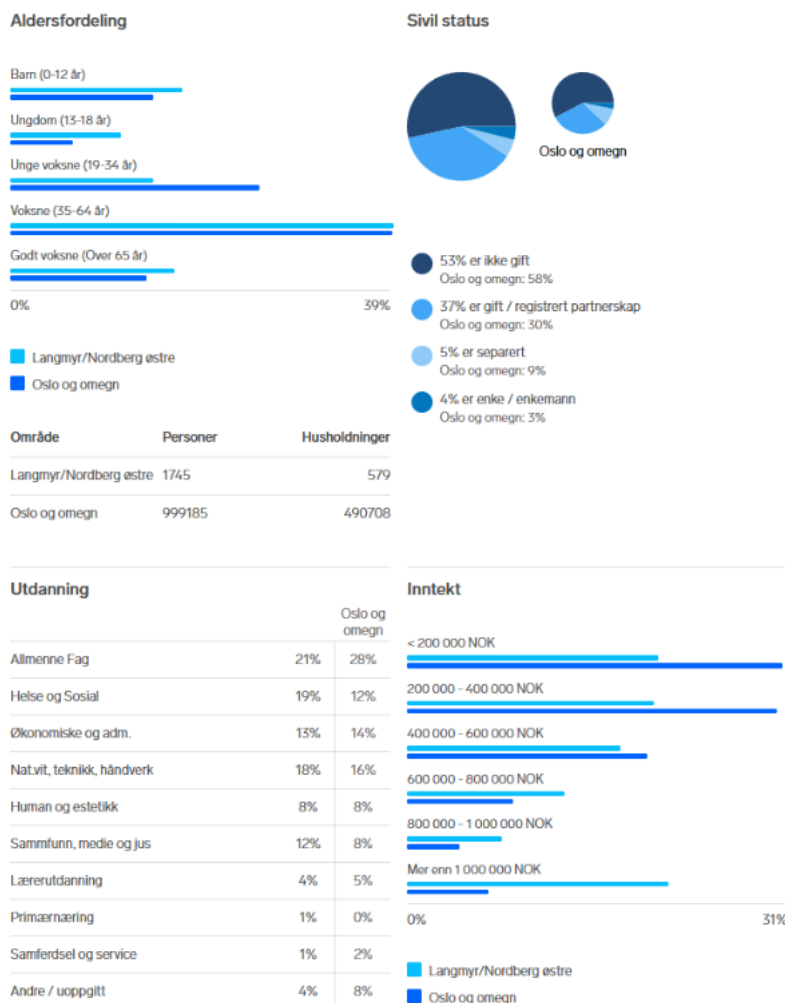 Aldersfordeling
Barn (0-12 år)
Ungdom (13-18 år)
Unge voksne (19-34 år)
Voksne (35-64 år)
Godt voksne (Over 65 år)
0% 39%
Langmyr/Nordberg østre
Oslo og omegn
Område Personer Husholdninger
Langmyr/Nordberg østre 1745 579
Oslo og omegn 999185 490708
Sivil status
Oslo og omegn
53% er ikke gift
Oslo og omegn: 58%
37% er gift / registrert partnerskap
Oslo og omegn: 30%
5% er separert
Oslo og omegn: 9%
4% er enke / enkemann
Oslo og omegn: 3%
Utdanning
Oslo og
omegn
Allmenne Fag 21% 28%
Helse og Sosial 19% 12%
Økonomiske og adm. 13% 14%
Nat.vit, teknikk, håndverk 18% 16%
Human og estetikk 8% 8%
Sammfunn, medie og jus 12% 8%
Lærerutdanning 4% 5%
Primærnæring 1% 0%
Samferdsel og service 1% 2%
Andre / uoppgitt 4% 8%
Inntekt
< 200 000 NOK
200 000 - 400 000 NOK
400 000 - 600 000 NOK
600 000 - 800 000 NOK
800 000 - 1 000 000 NOK
Mer enn 1 000 000 NOK
0% 31%
Langmyr/Nordberg østre
Oslo og omegn